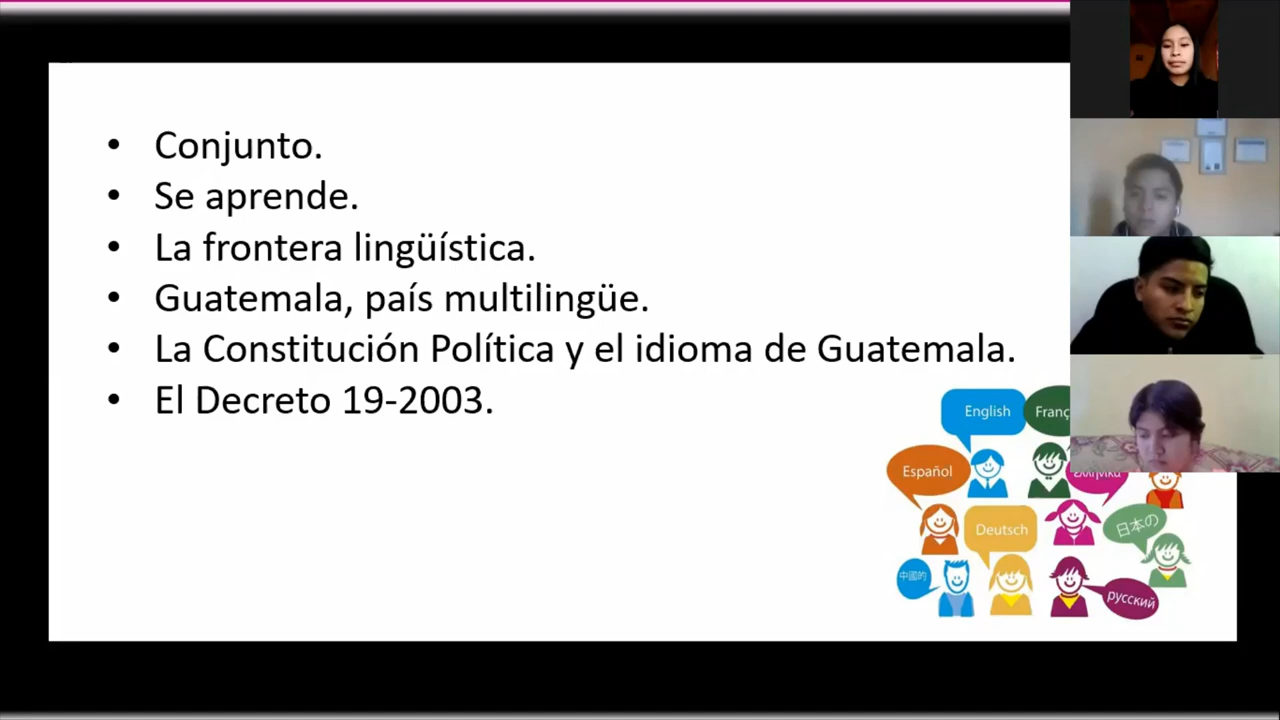 • Conjunto.
• Se aprende.
• La frontera lingüística.
• Guatemala, país multilingüe.
• La Constitución Política y el idioma de Guatemala.
• El Decreto 19-2003.
English
Español
Deutsch
日本の
中國的
русский